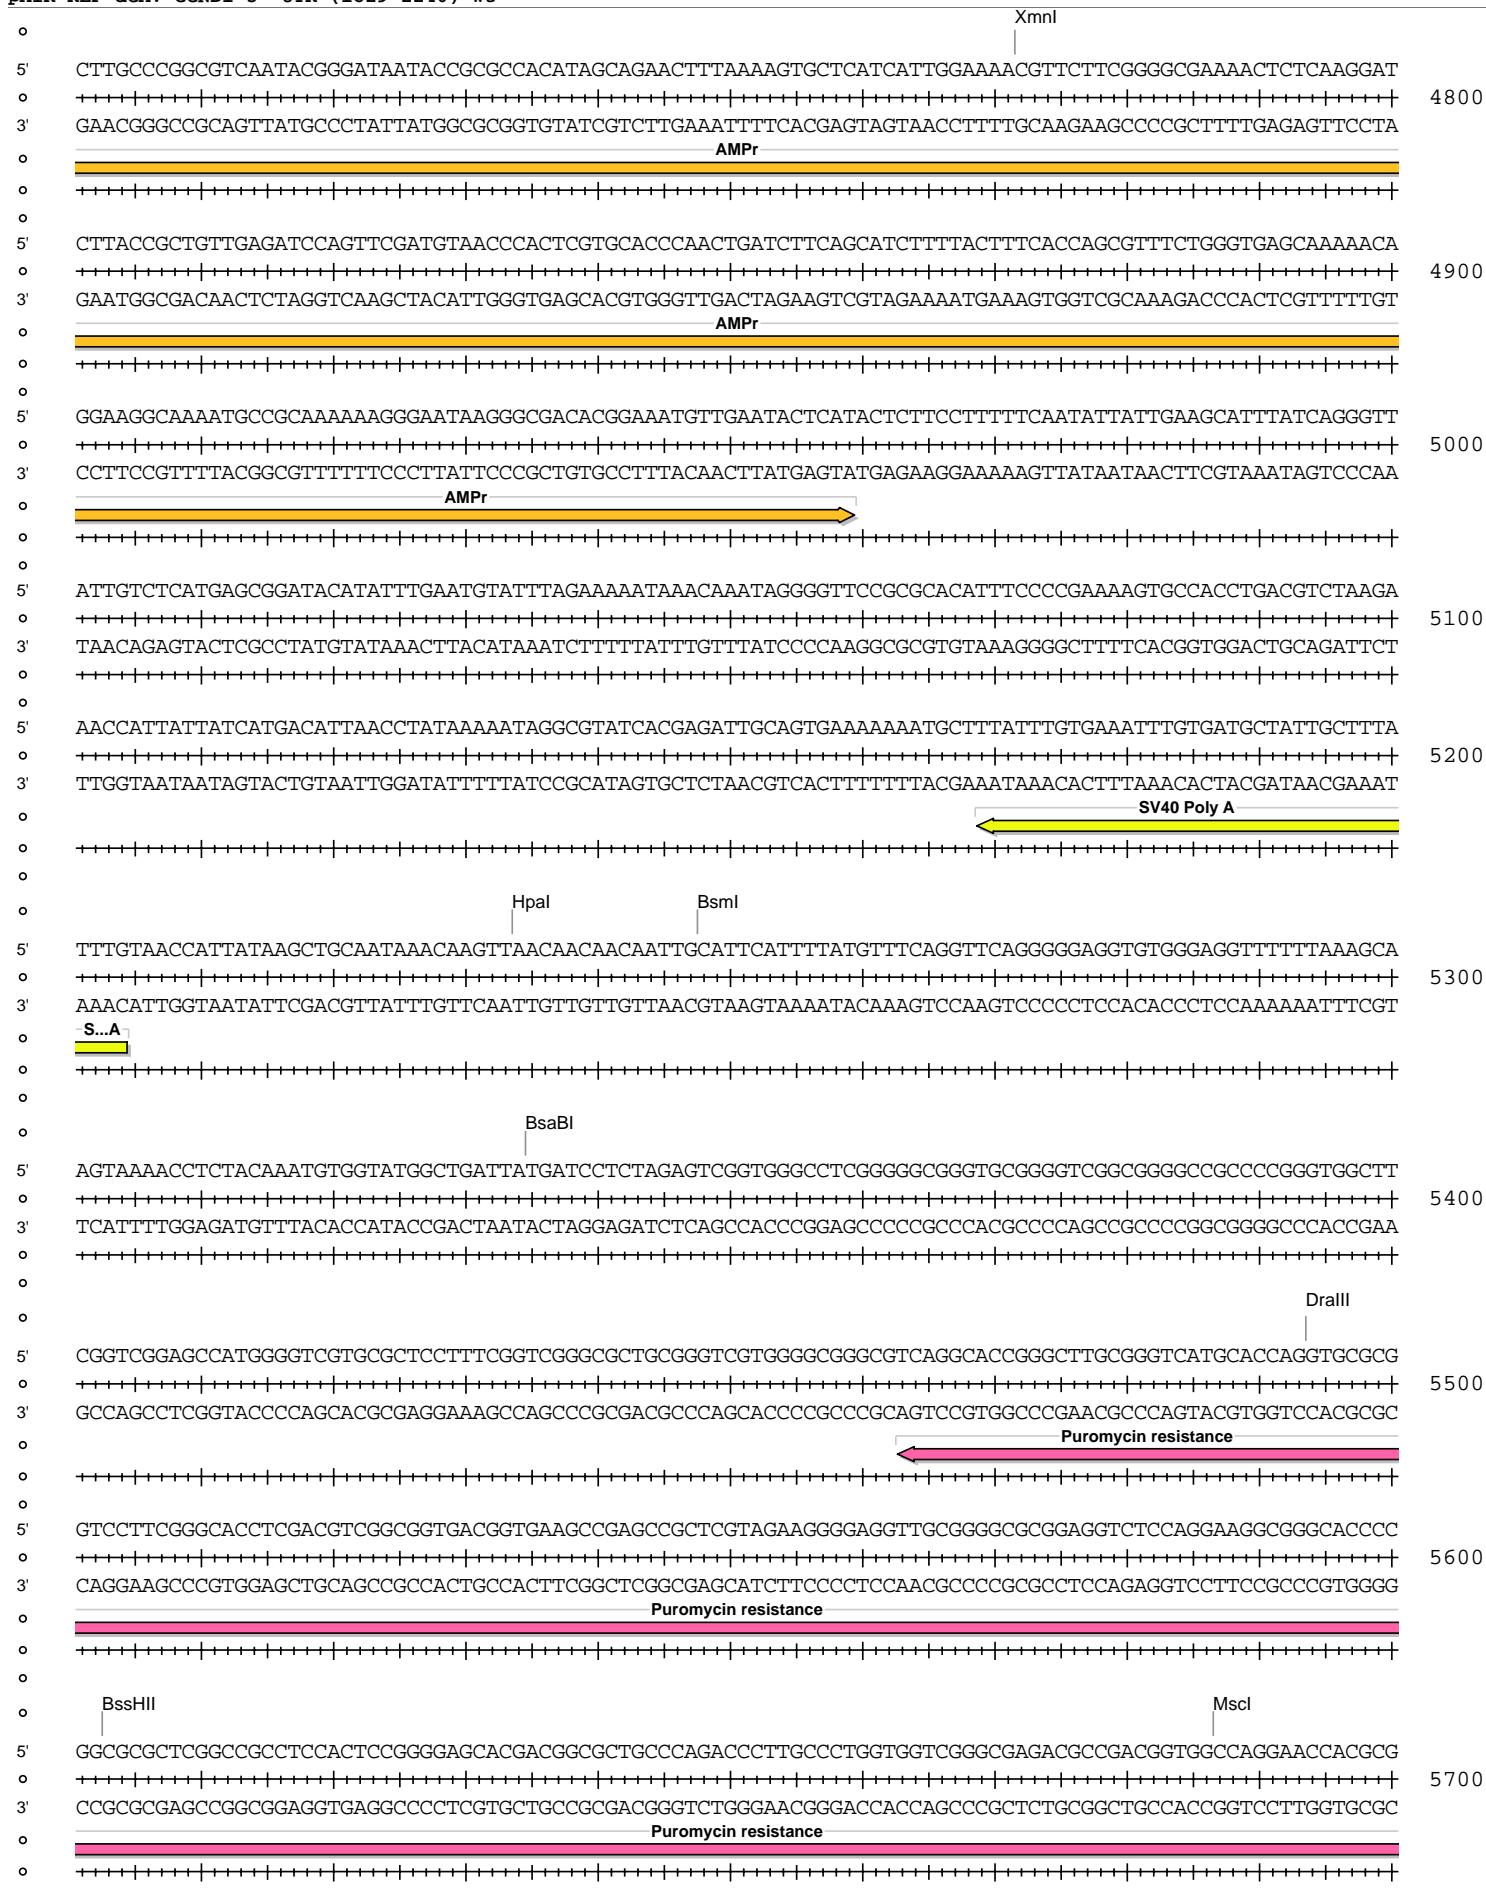 XmnI
5' CTTGCCCGGCGTCAATACGGGATAATACCGCGCCACATAGCAGAACTTTAAAAGTGCTCATCATTGGAAAACGTTCTTCGGGGCGAAAACTCTCAAGGAT
4800
3' GAACGGGCCGCAGTTATGCCCTATTATGGCGCGGTGTATCGTCTTGAAATTTTCACGAGTAGTAACCTTTTGCAAGAAGCCCCGCTTTTGAGAGTTCCTA
AMPr
5' CTTACCGCTGTTGAGATCCAGTTCGATGTAACCCACTCGTGCACCCAACTGATCTTCAGCATCTTTTACTTTCACCAGCGTTTCTGGGTGAGCAAAAACA
4900
3' GAATGGCGACAACTCTAGGTCAAGCTACATTGGGTGAGCACGTGGGTTGACTAGAAGTCGTAGAAAATGAAAGTGGTCGCAAAGACCCACTCGTTTTTGT
AMPr
5' GGAAGGCAAAATGCCGCAAAAAAGGGAATAAGGGCGACACGGAAATGTTGAATACTCATACTCTTCCTTTTTCAATATTATTGAAGCATTTATCAGGGTT
5000
3' CCTTCCGTTTTACGGCGTTTTTTCCCTTATTCCCGCTGTGCCTTTACAACTTATGAGTATGAGAAGGAAAAAGTTATAATAACTTCGTAAATAGTCCCAA
AMPr
5' ATTGTCTCATGAGCGGATACATATTTGAATGTATTTAGAAAAATAAACAAATAGGGGTTCCGCGCACATTTCCCCGAAAAGTGCCACCTGACGTCTAAGA
5100
3' TAACAGAGTACTCGCCTATGTATAAACTTACATAAATCTTTTTATTTGTTTATCCCCAAGGCGCGTGTAAAGGGGCTTTTCACGGTGGACTGCAGATTCT
5' AACCATTATTATCATGACATTAACCTATAAAAATAGGCGTATCACGAGATTGCAGTGAAAAAAATGCTTTATTTGTGAAATTTGTGATGCTATTGCTTTA
5200
3' TTGGTAATAATAGTACTGTAATTGGATATTTTTATCCGCATAGTGCTCTAACGTCACTTTTTTTACGAAATAAACACTTTAAACACTACGATAACGAAAT
SV40 Poly A
HpaI BsmI
5' TTTGTAACCATTATAAGCTGCAATAAACAAGTTAACAACAACAATTGCATTCATTTTATGTTTCAGGTTCAGGGGGAGGTGTGGGAGGTTTTTTAAAGCA
5300
3' AAACATTGGTAATATTCGACGTTATTTGTTCAATTGTTGTTGTTAACGTAAGTAAAATACAAAGTCCAAGTCCCCCTCCACACCCTCCAAAAAATTTCGT
S...A
BsaBI
5' AGTAAAACCTCTACAAATGTGGTATGGCTGATTATGATCCTCTAGAGTCGGTGGGCCTCGGGGGCGGGTGCGGGGTCGGCGGGGCCGCCCCGGGTGGCTT
5400
3' TCATTTTGGAGATGTTTACACCATACCGACTAATACTAGGAGATCTCAGCCACCCGGAGCCCCCGCCCACGCCCCAGCCGCCCCGGCGGGGCCCACCGAA
DraIII
5' CGGTCGGAGCCATGGGGTCGTGCGCTCCTTTCGGTCGGGCGCTGCGGGTCGTGGGGCGGGCGTCAGGCACCGGGCTTGCGGGTCATGCACCAGGTGCGCG
5500
3' GCCAGCCTCGGTACCCCAGCACGCGAGGAAAGCCAGCCCGCGACGCCCAGCACCCCGCCCGCAGTCCGTGGCCCGAACGCCCAGTACGTGGTCCACGCGC
Puromycin resistance
5' GTCCTTCGGGCACCTCGACGTCGGCGGTGACGGTGAAGCCGAGCCGCTCGTAGAAGGGGAGGTTGCGGGGCGCGGAGGTCTCCAGGAAGGCGGGCACCCC
5600
3' CAGGAAGCCCGTGGAGCTGCAGCCGCCACTGCCACTTCGGCTCGGCGAGCATCTTCCCCTCCAACGCCCCGCGCCTCCAGAGGTCCTTCCGCCCGTGGGG
Puromycin resistance
BssHII MscI
5' GGCGCGCTCGGCCGCCTCCACTCCGGGGAGCACGACGGCGCTGCCCAGACCCTTGCCCTGGTGGTCGGGCGAGACGCCGACGGTGGCCAGGAACCACGCG
5700
3' CCGCGCGAGCCGGCGGAGGTGAGGCCCCTCGTGCTGCCGCGACGGGTCTGGGAACGGGACCACCAGCCCGCTCTGCGGCTGCCACCGGTCCTTGGTGCGC
Puromycin resistance